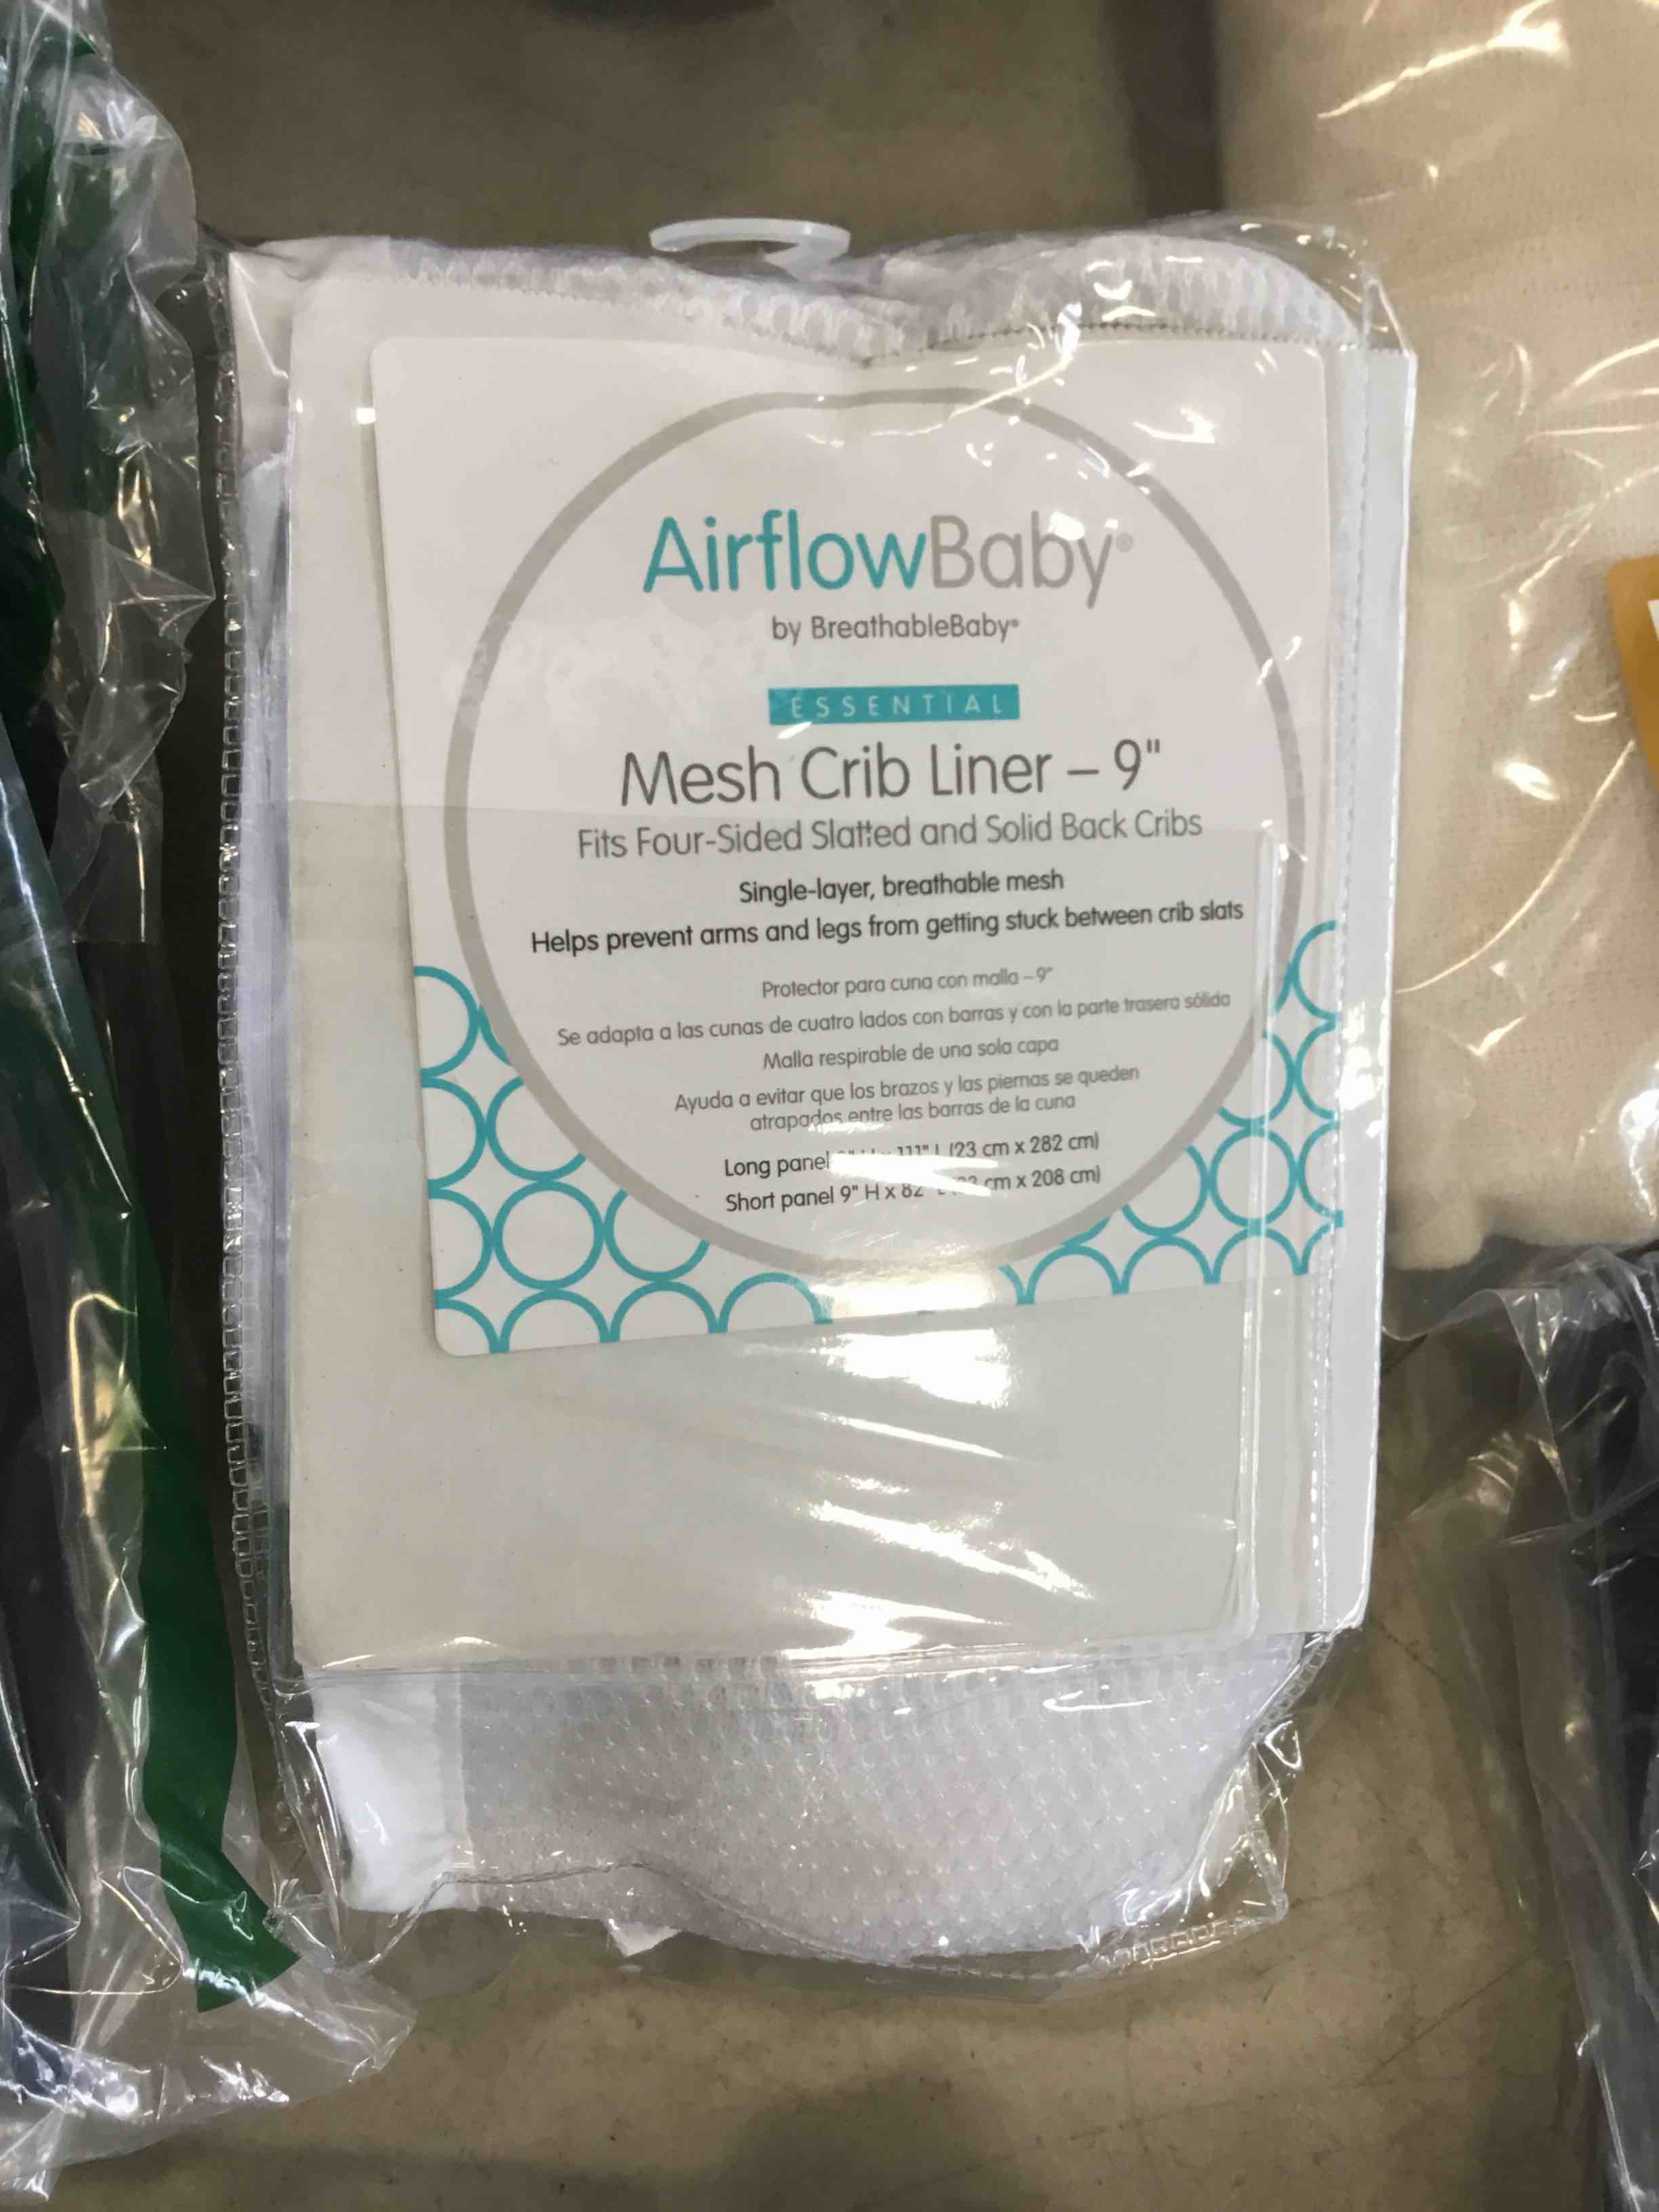 AirflowBaby®
by BreathableBaby®
ESSENTIAL
Mesh Crib Liner – 9"
Fits Four-Sided Slatted and Solid Back Cribs
Single-layer, breathable mesh
Helps prevent arms and legs from getting stuck between crib slats
Protector para cuna con malla – 9"
Se adapta a las cunas de cuatro lados con barras y con la parte trasera sólida
Malla respirable de una sola capa
Ayuda a evitar que los brazos y las piernas se queden
atrapados entre las barras de la cuna
Long panel 111" L (23 cm x 282 cm)
Short panel 9" H x 82" cm x 208 cm)